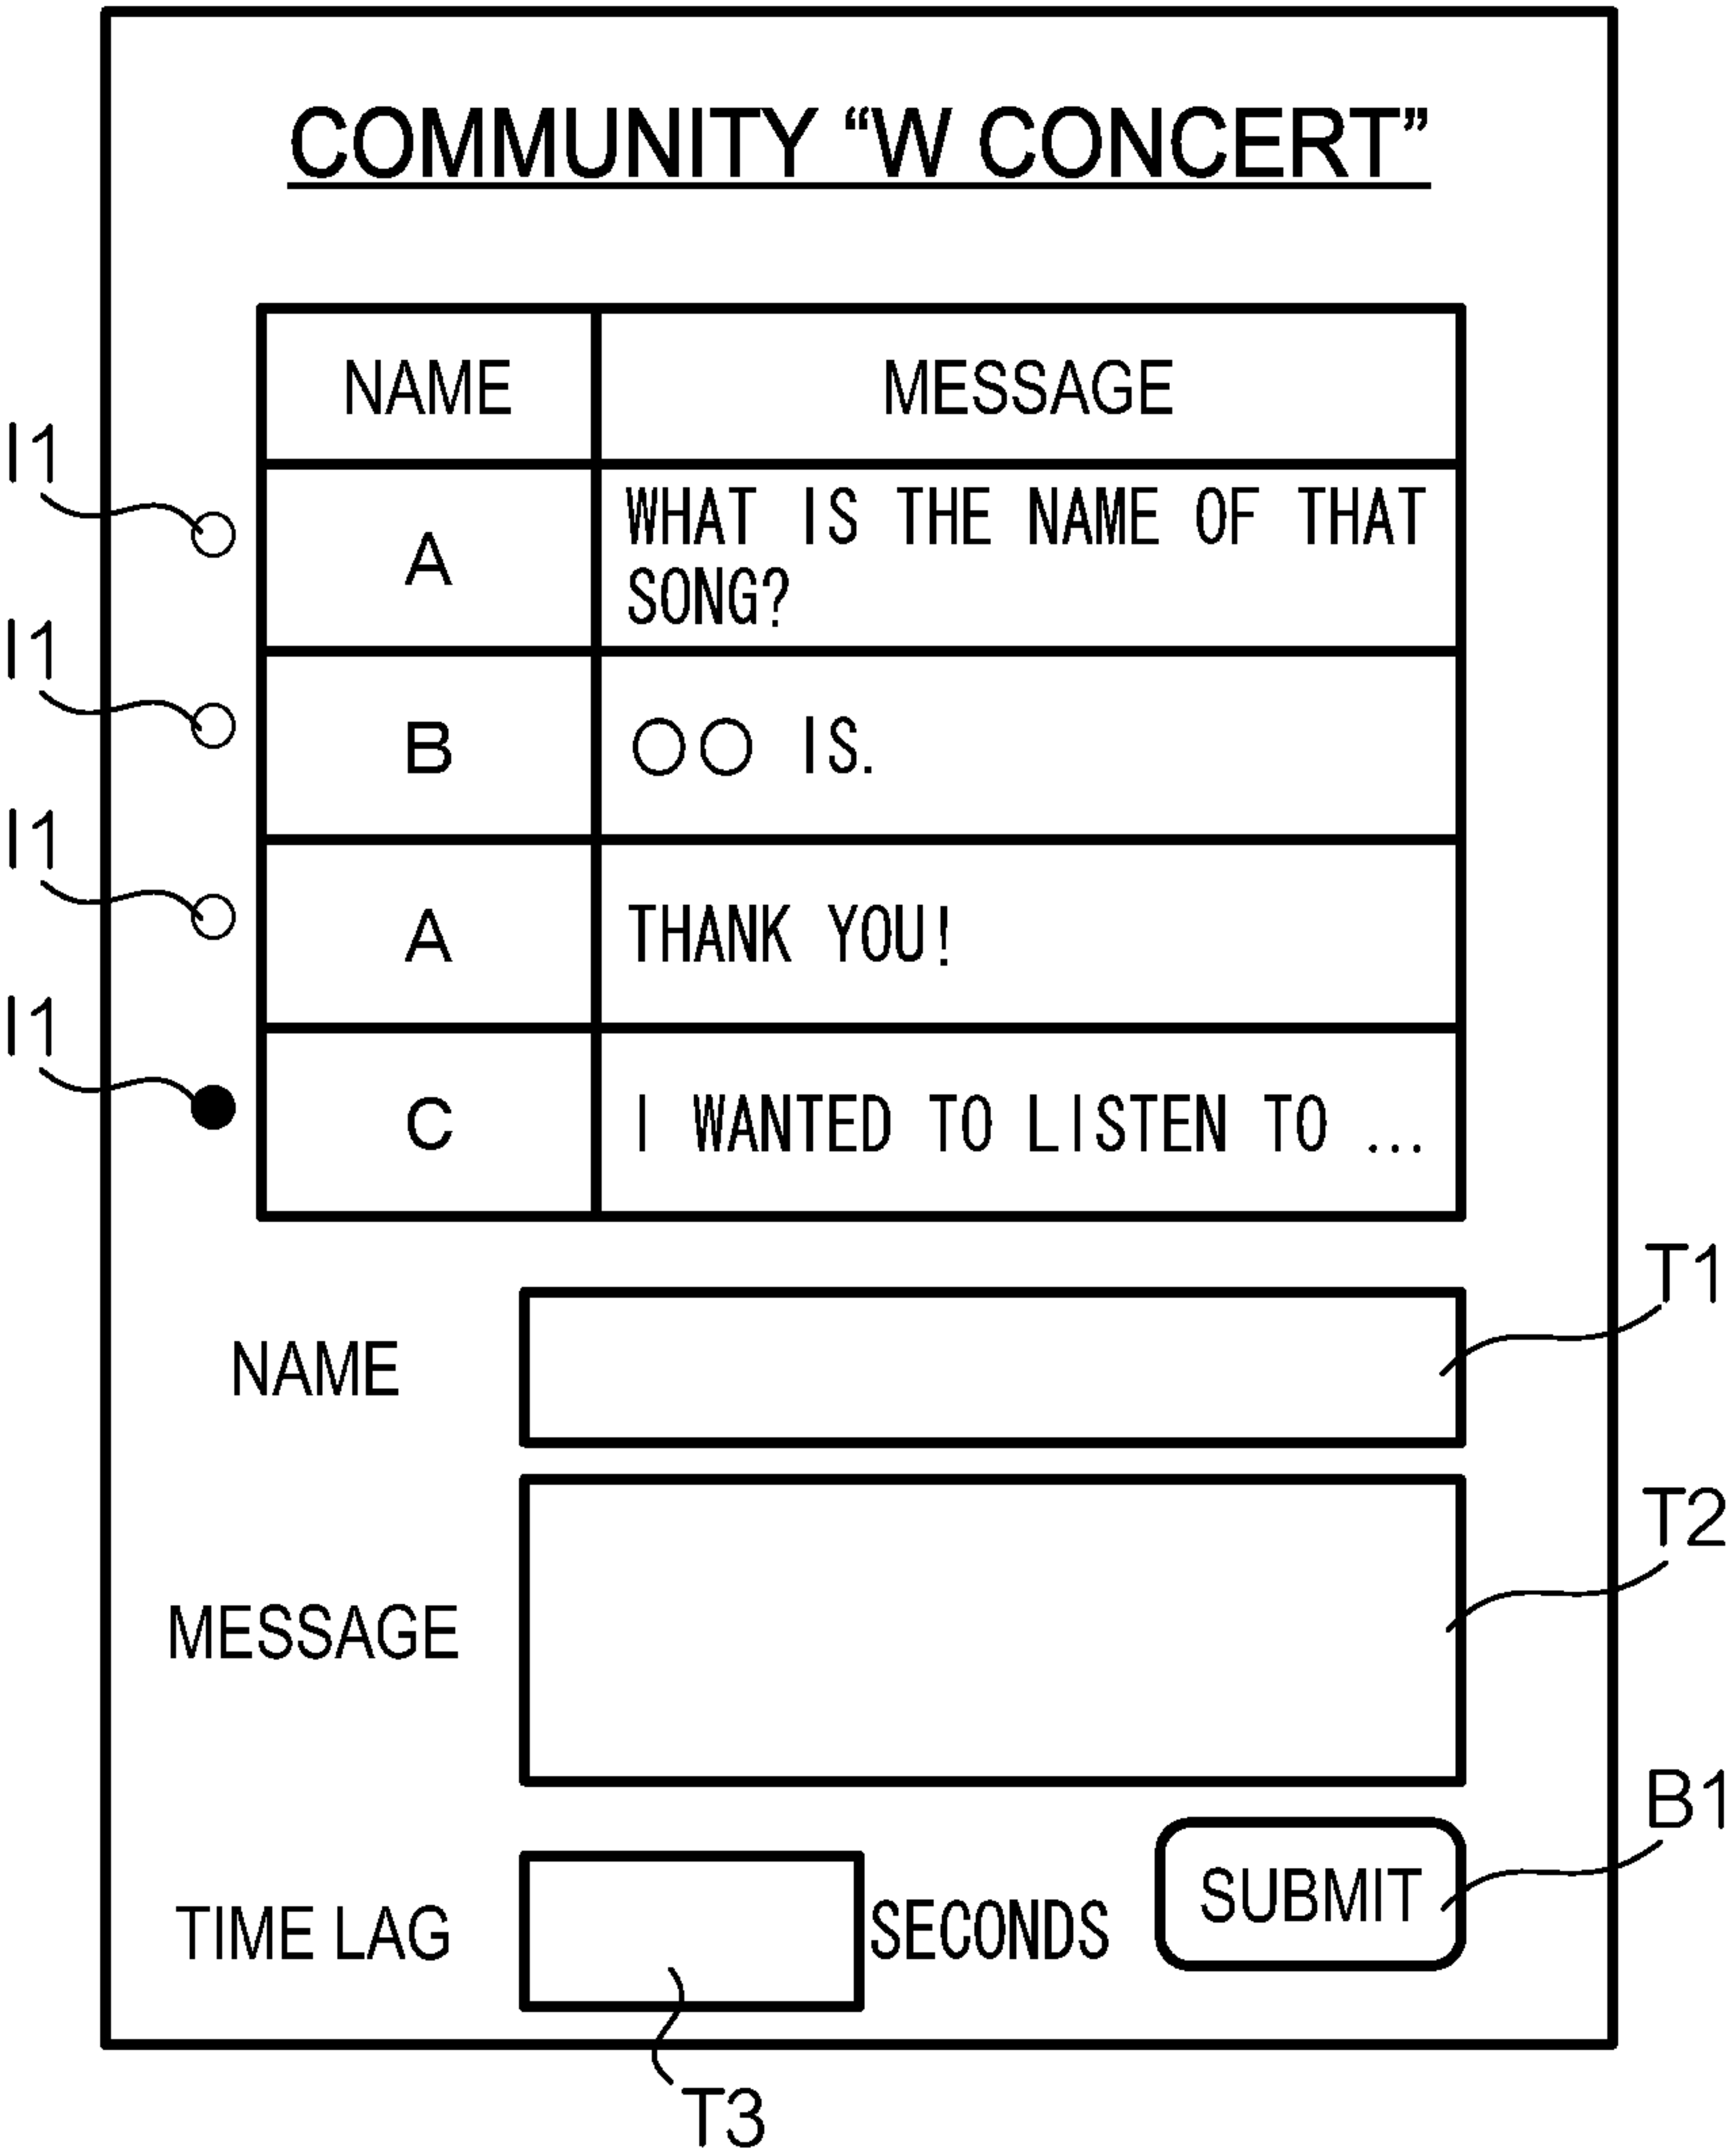 COMMUNITY “W CONCERT”
NAME MESSAGE
I1
A WHAT IS THE NAME OF THAT
SONG?
I1
B ○○ IS.
I1
A THANK YOU!
I1
C I WANTED TO LISTEN TO ...
T1
NAME
T2
MESSAGE
B1
TIME LAG SECONDS SUBMIT
T3